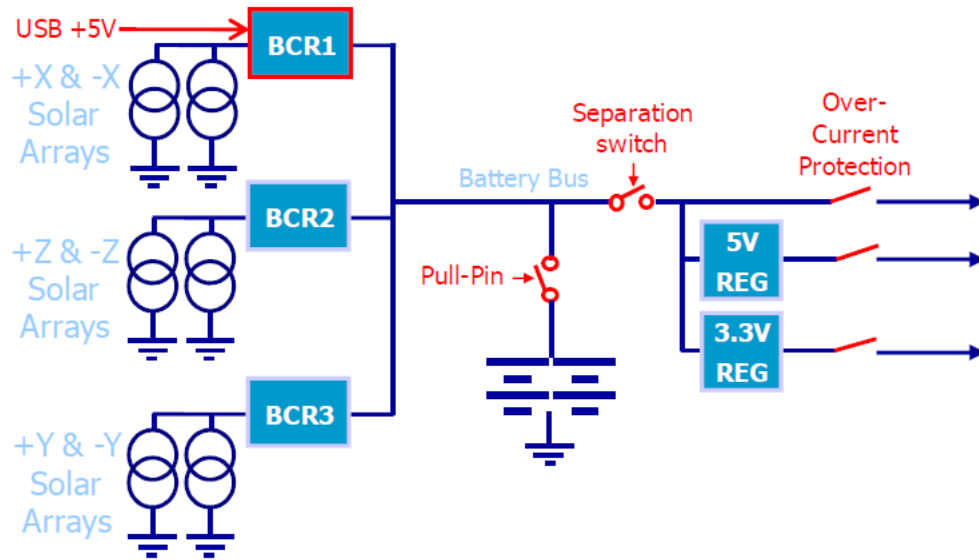 USB +5V
BCR1
+X & -X
Solar
Arrays
Separation
switch
Over-
Current
Protection
Battery Bus
BCR2
+Z & -Z
Solar
Arrays
5V
REG
Pull-Pin
3.3V
REG
BCR3
+Y & -Y
Solar
Arrays